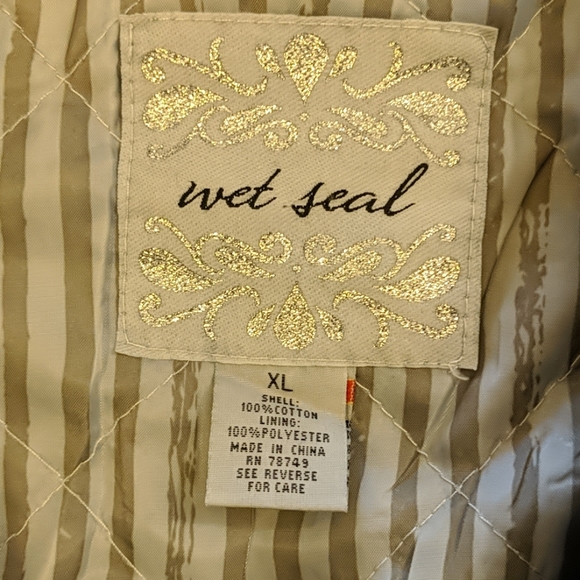 wet seal
XL
SHELL:
100%COTTON
LINING:
100%POLYESTER
MADE IN CHINA
RN 78749
SEE REVERSE
FOR CARE